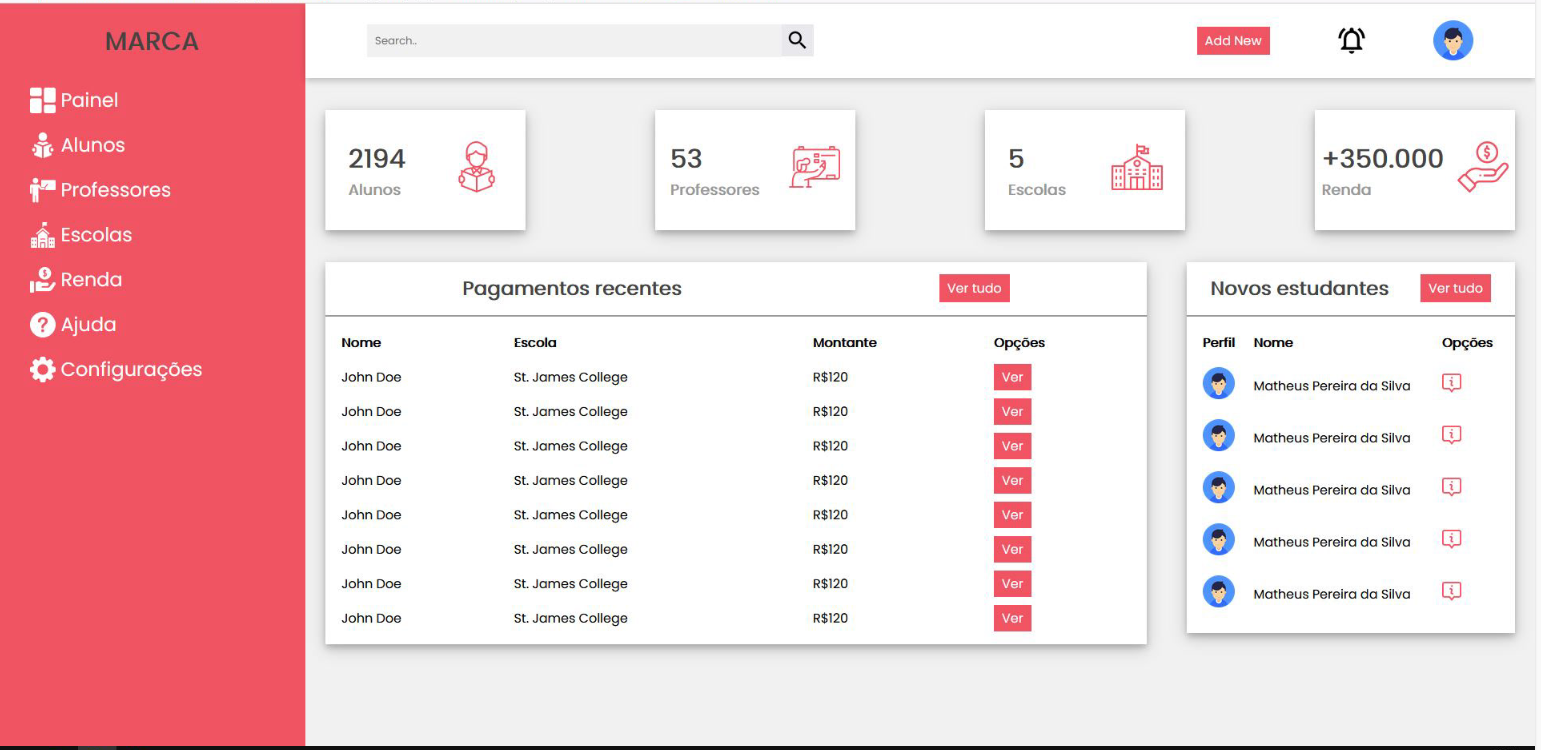 MARCA
Painel
Alunos
Professores
Escolas
Renda
Ajuda
Configurações
Search..
Add New
2194
Alunos
53
Professores
5
Escolas
+350.000
Renda
Pagamentos recentes Ver tudo
Nome Escola Montante Opções
John Doe St. James College R$120 Ver
John Doe St. James College R$120 Ver
John Doe St. James College R$120 Ver
John Doe St. James College R$120 Ver
John Doe St. James College R$120 Ver
John Doe St. James College R$120 Ver
John Doe St. James College R$120 Ver
John Doe St. James College R$120 Ver
Novos estudantes Ver tudo
Perfil Nome Opções
Matheus Pereira da Silva
Matheus Pereira da Silva
Matheus Pereira da Silva
Matheus Pereira da Silva
Matheus Pereira da Silva